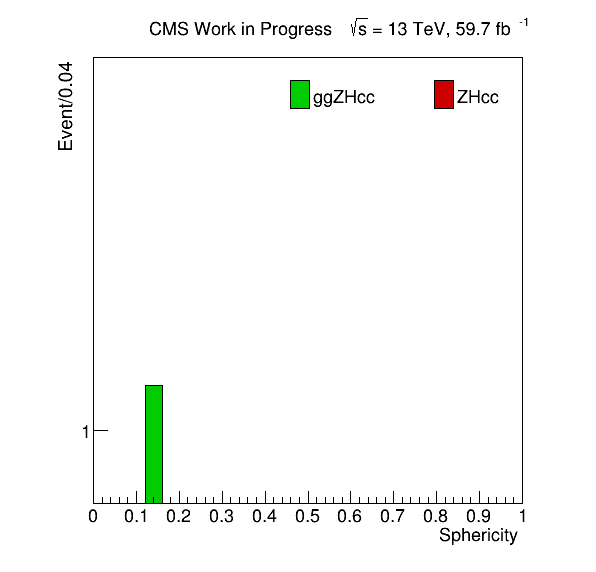 CMS Work in Progress √s = 13 TeV, 59.7 fb -1
Event/0.04
ggZHcc ZHcc
1
0 0.1 0.2 0.3 0.4 0.5 0.6 0.7 0.8 0.9 1
Sphericity